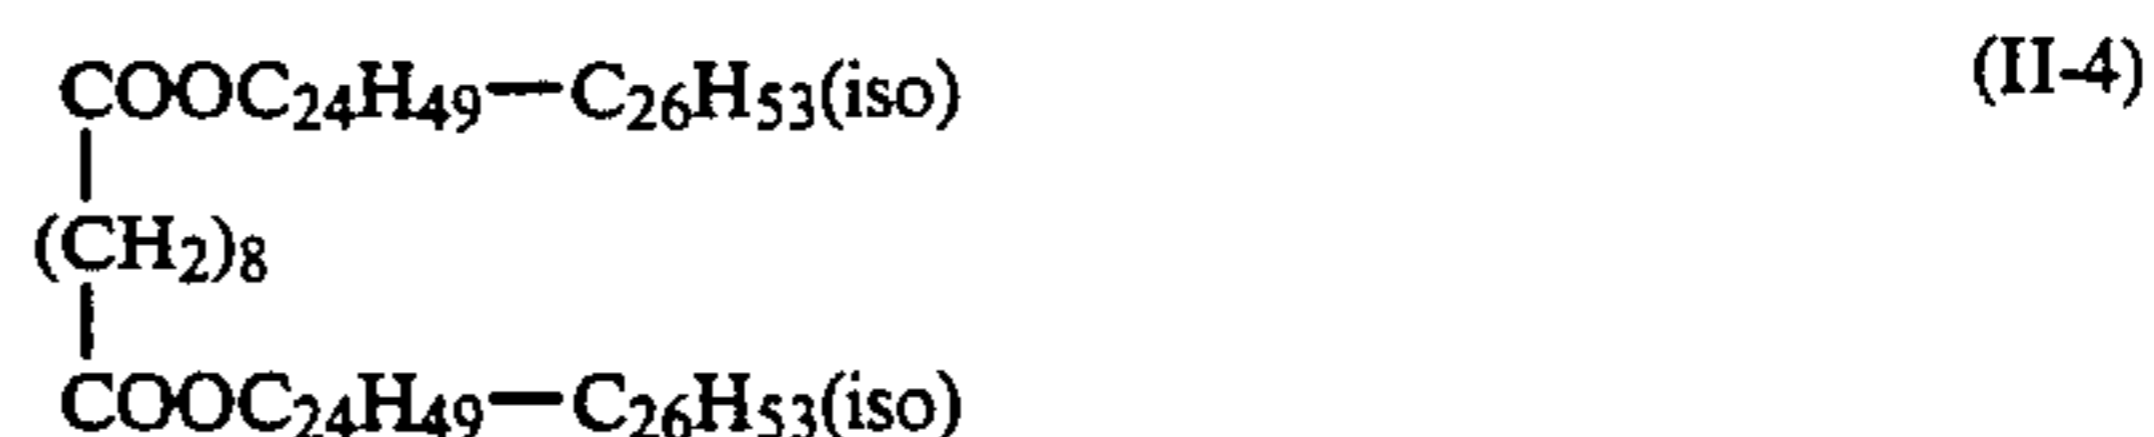 COOC₂₄H₄₉—C₂₆H₅₃(iso) (II-4)
(CH₂)₈
COOC₂₄H₄₉—C₂₆H₅₃(iso)